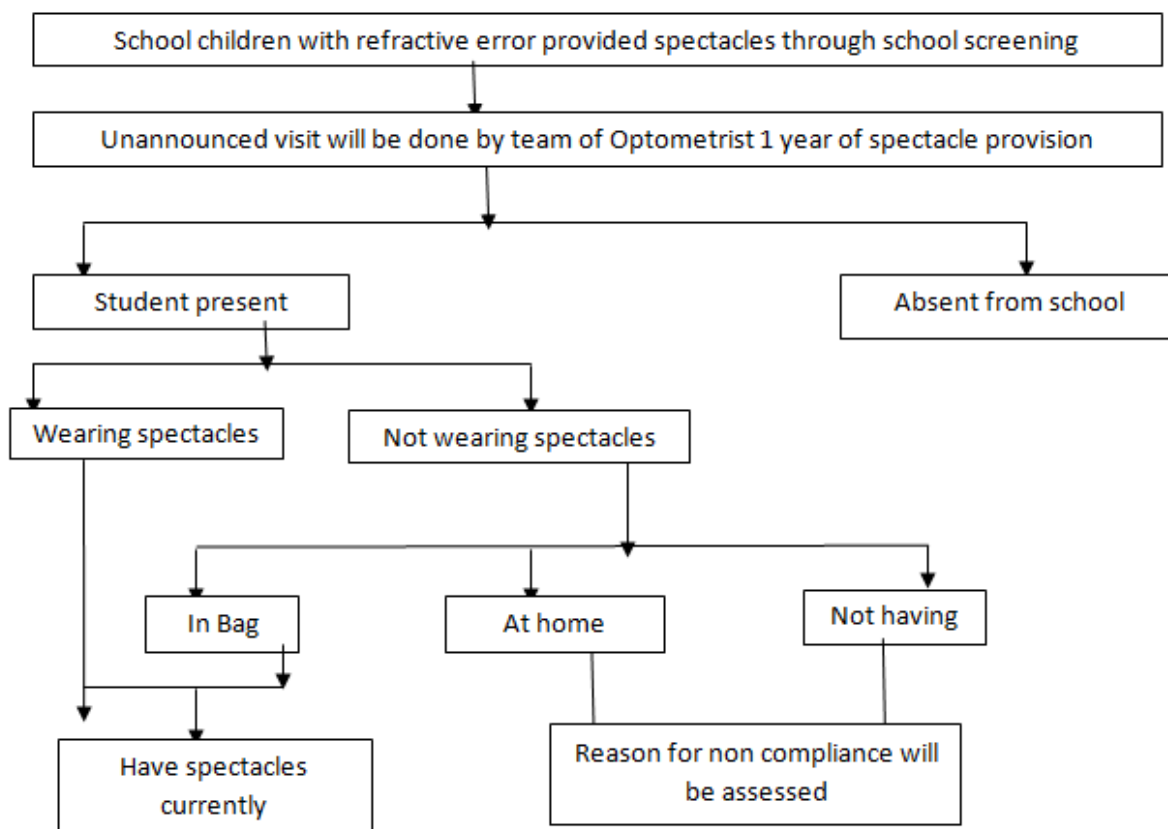 School children with refractive error provided spectacles through school screening
Unannounced visit will be done by team of Optometrist 1 year of spectacle provision
Student present
Absent from school
Wearing spectacles
Not wearing spectacles
In Bag
At home
Not having
Have spectacles
currently
Reason for non compliance will
be assessed